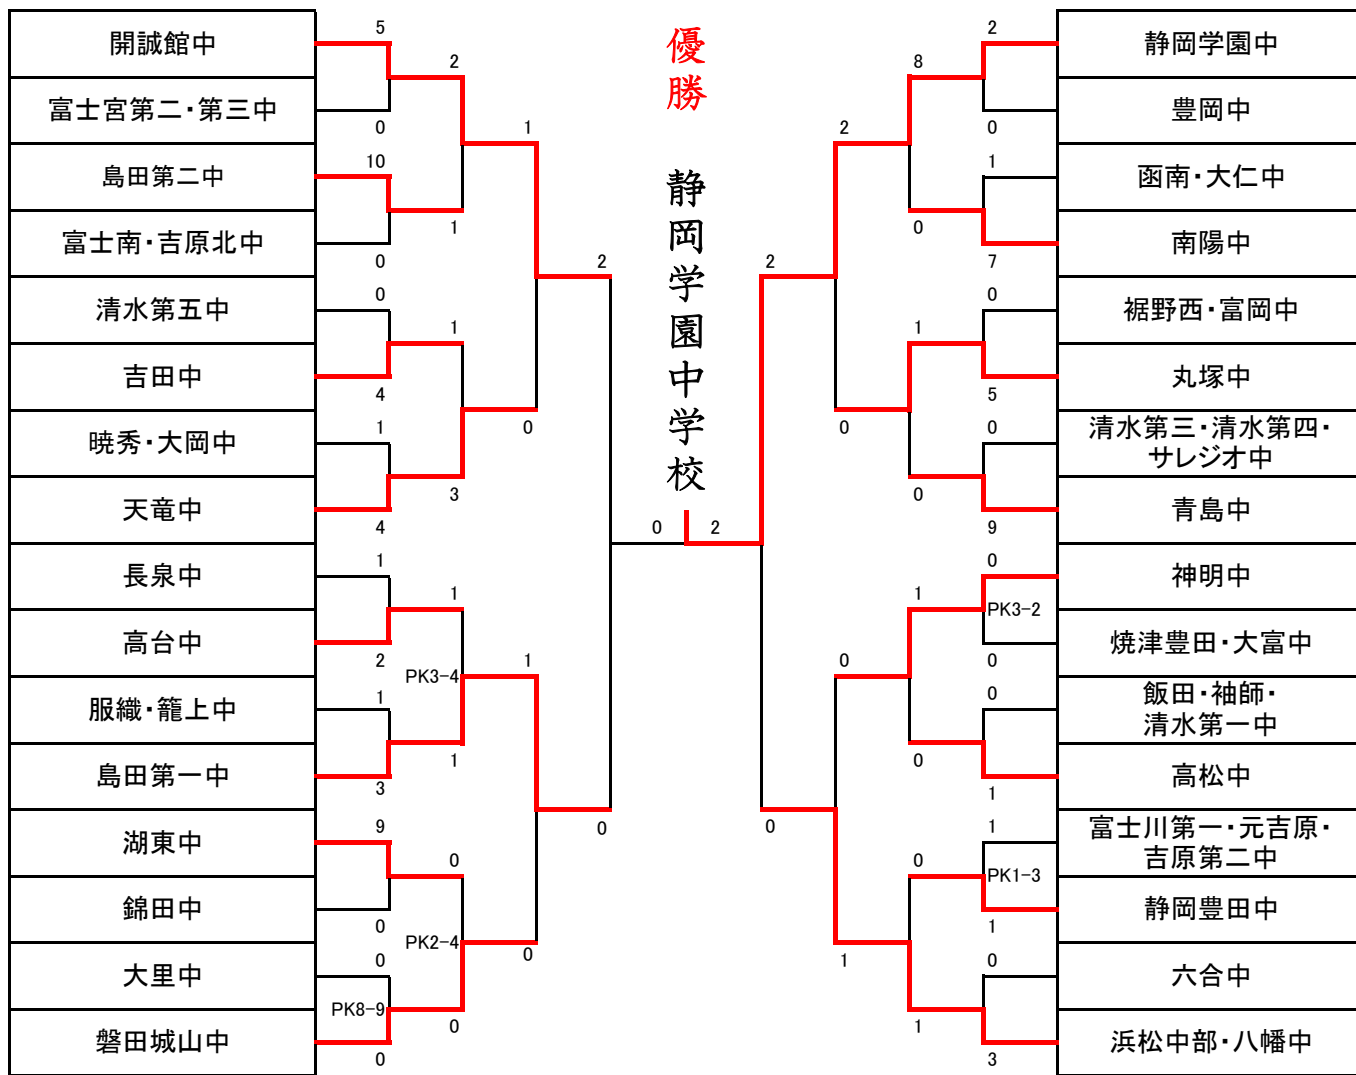 開誠館中
富士宮第二・第三中
島田第二中
富士南・吉原北中
清水第五中
吉田中
暁秀・大岡中
天竜中
長泉中
高台中
服織・籠上中
島田第一中
湖東中
錦田中
大里中
磐田城山中
5
0
10
0
0
4
1
4
1
2
1
3
9
0
0
PK8-9
0
2
1
1
3
1
PK3-4
1
0
PK2-4
0
1
0
1
0
2
0
0
優勝 静岡学園中学校
2
2
0
2
0
0
1
8
0
1
0
1
0
0
1
2
0
1
7
0
5
0
9
0
PK3-2
0
0
1
1
PK1-3
1
0
3
静岡学園中
豊岡中
函南・大仁中
南陽中
裾野西・富岡中
丸塚中
清水第三・清水第四・
サレジオ中
青島中
神明中
焼津豊田・大富中
飯田・袖師・
清水第一中
高松中
富士川第一・元吉原・
吉原第二中
静岡豊田中
六合中
浜松中部・八幡中